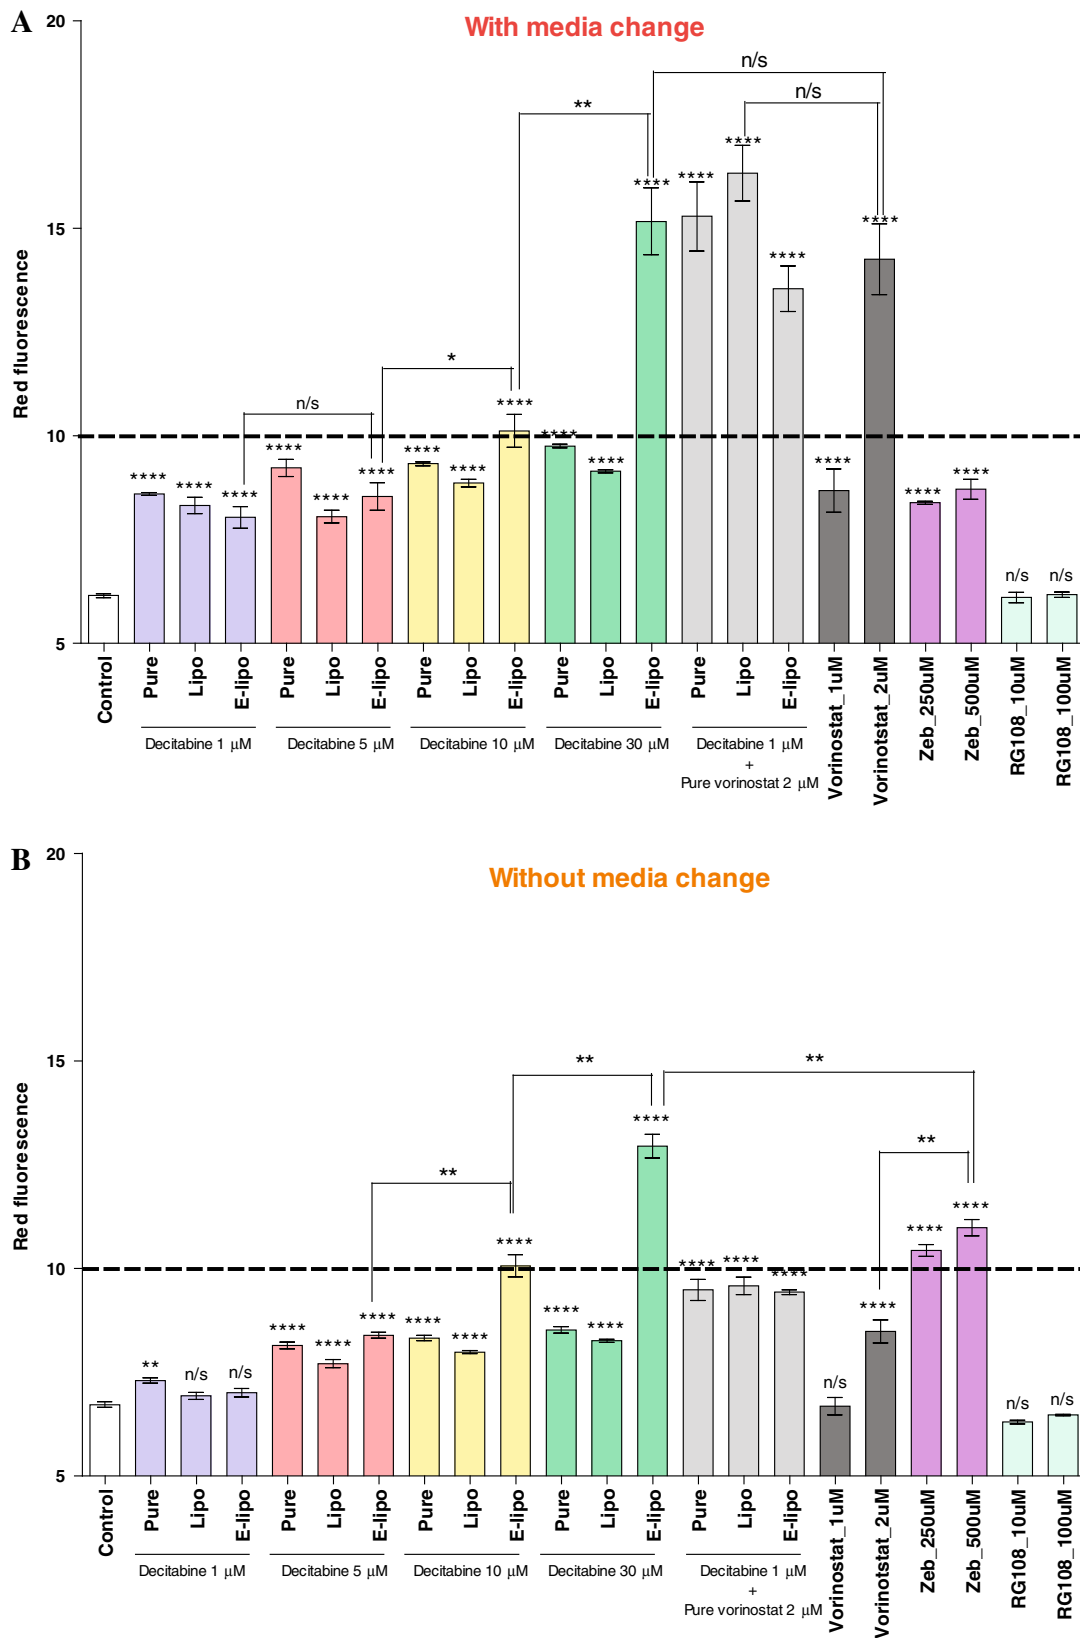 A
With media change
20
15
10
5
Red fluorescence
n/s
n/s
**
*
n/s
**** **** **** **** **** **** **** **** **** **** **** **** **** **** **** **** **** **** **** n/s n/s
Control
Pure
Lipo
E-lipo
Pure
Lipo
E-lipo
Pure
Lipo
E-lipo
Pure
Lipo
E-lipo
Pure
Lipo
E-lipo
Vorinostat_1uM
Vorinotstat_2uM
Zeb_250uM
Zeb_500uM
RG108_10uM
RG108_100uM
Decitabine 1 µM
Decitabine 5 µM
Decitabine 10 µM
Decitabine 30 µM
Decitabine 1 µM
+
Pure vorinostat 2 µM
B
Without media change
20
15
10
5
Red fluorescence
**
**
**
**
** n/s n/s **** **** **** **** **** **** **** **** **** **** **** **** n/s **** **** **** n/s n/s
Control
Pure
Lipo
E-lipo
Pure
Lipo
E-lipo
Pure
Lipo
E-lipo
Pure
Lipo
E-lipo
Pure
Lipo
E-lipo
Vorinostat_1uM
Vorinotstat_2uM
Zeb_250uM
Zeb_500uM
RG108_10uM
RG108_100uM
Decitabine 1 µM
Decitabine 5 µM
Decitabine 10 µM
Decitabine 30 µM
Decitabine 1 µM
+
Pure vorinostat 2 µM